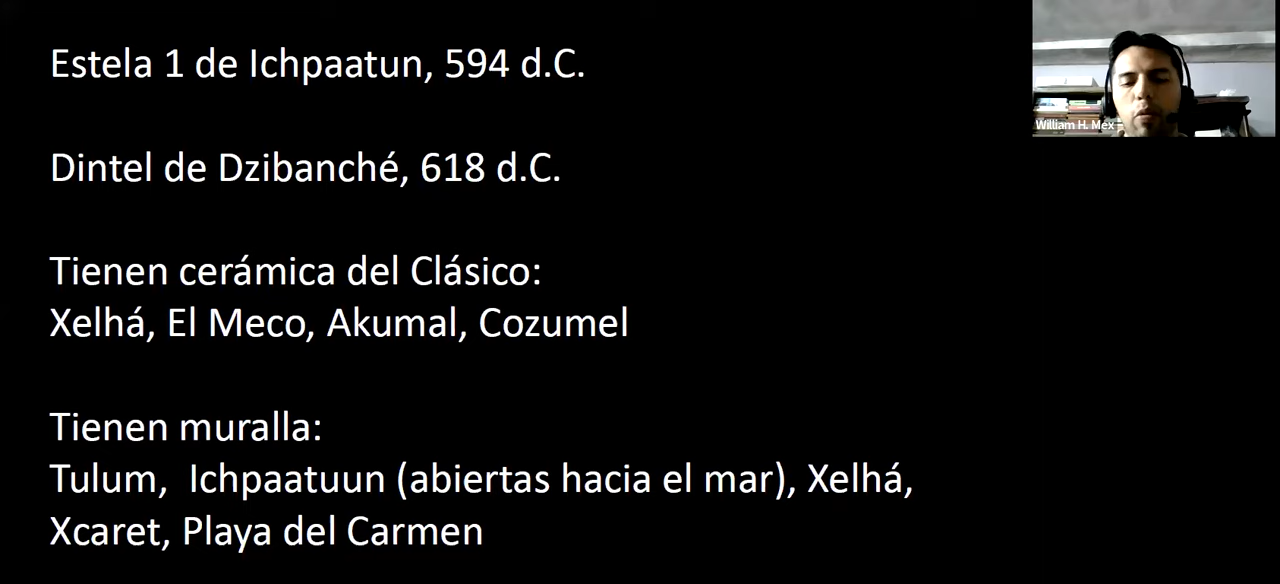 Estela 1 de Ichpaatun, 594 d.C.
Dintel de Dzibanché, 618 d.C.
Tienen cerámica del Clásico:
Xelhá, El Meco, Akumal, Cozumel
Tienen muralla:
Tulum,  Ichpaatuun (abiertas hacia el mar), Xelhá,
Xcaret, Playa del Carmen
William H. Mex